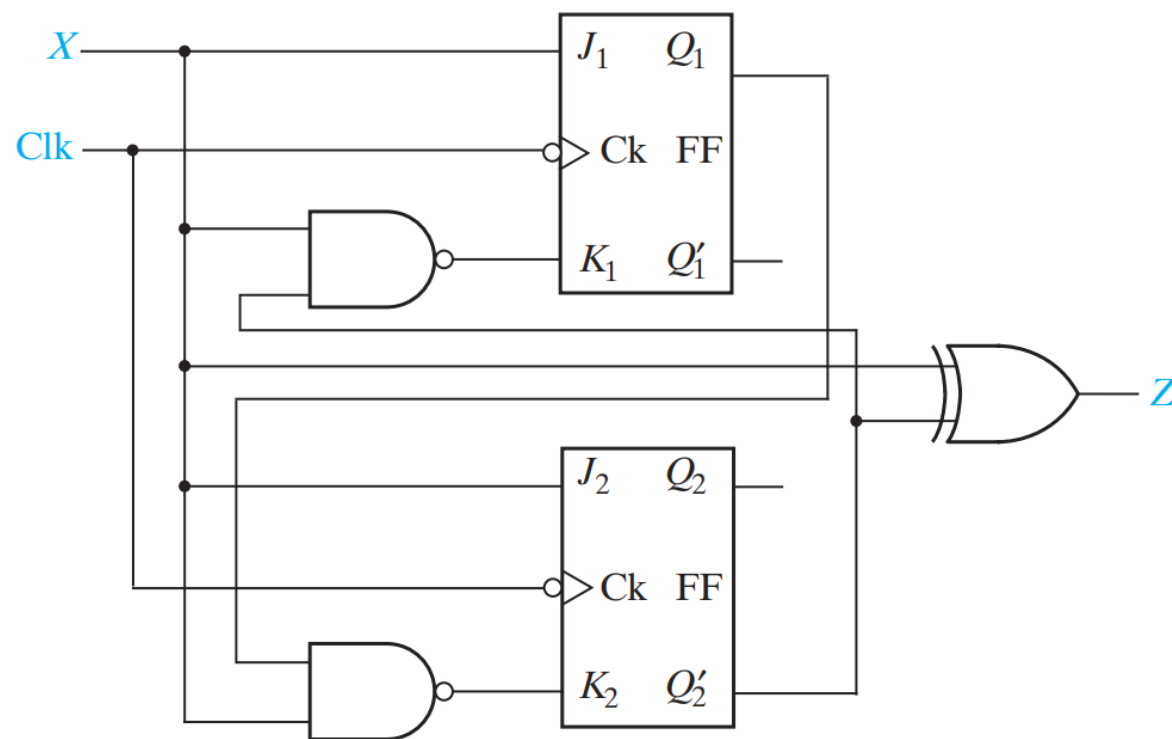 X
J₁ Q₁
Clk
Ck FF
K₁ Q₁′
Z
J₂ Q₂
Ck FF
K₂ Q₂′